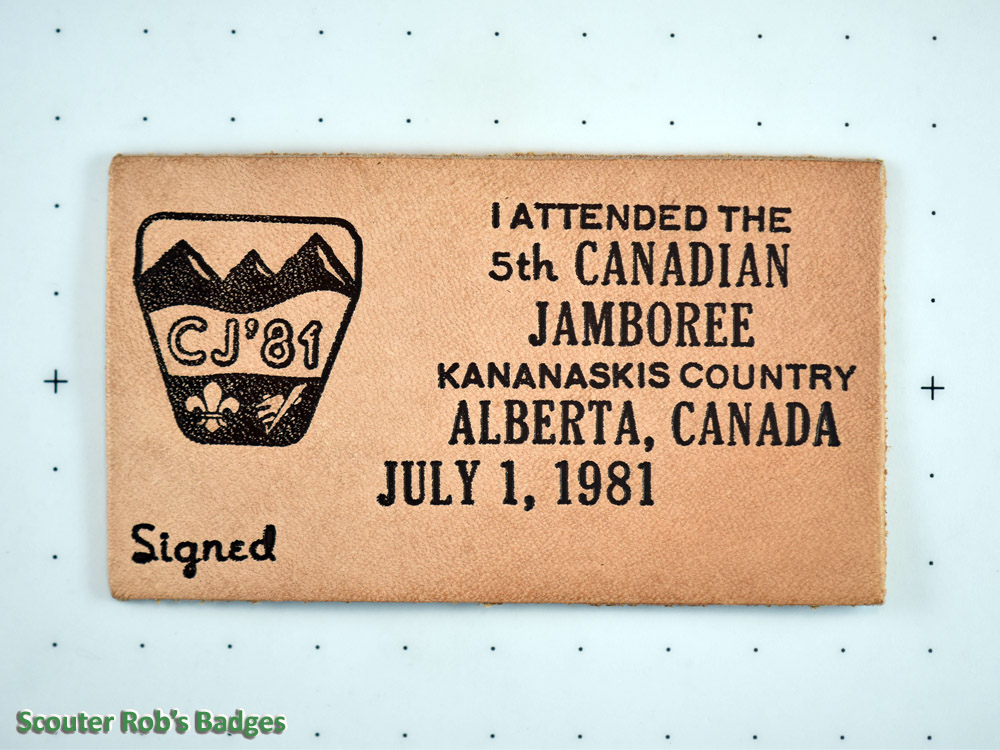 CJ'81
I ATTENDED THE
5th CANADIAN
JAMBOREE
KANANASKIS COUNTRY
ALBERTA, CANADA
JULY 1, 1981
Signed
Scouter Rob's Badges